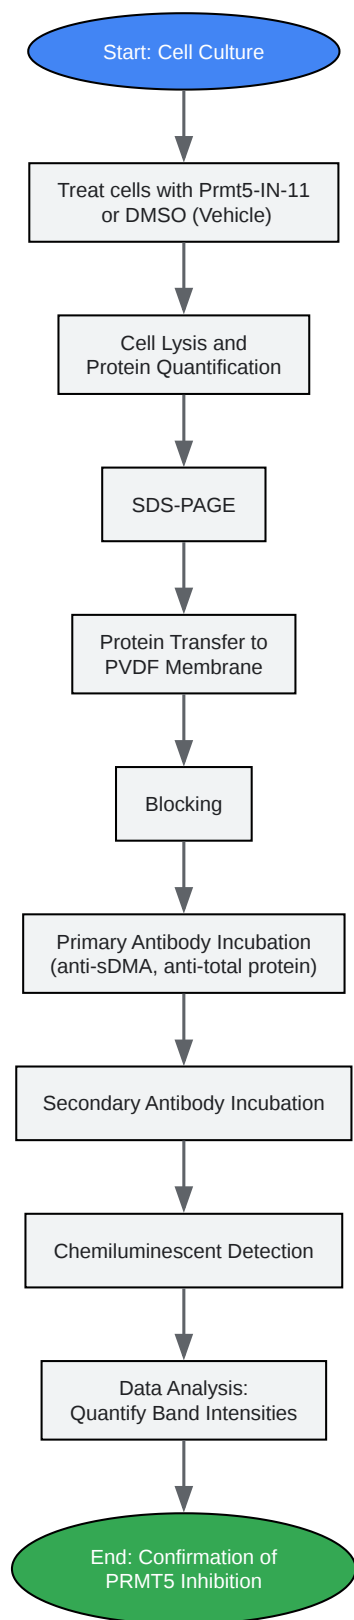 Start: Cell Culture
Treat cells with Prmt5-IN-11
or DMSO (Vehicle)
Cell Lysis and
Protein Quantification
SDS-PAGE
Protein Transfer to
PVDF Membrane
Blocking
Primary Antibody Incubation
(anti-sDMA, anti-total protein)
Secondary Antibody Incubation
Chemiluminescent Detection
Data Analysis:
Quantify Band Intensities
End: Confirmation of
PRMT5 Inhibition